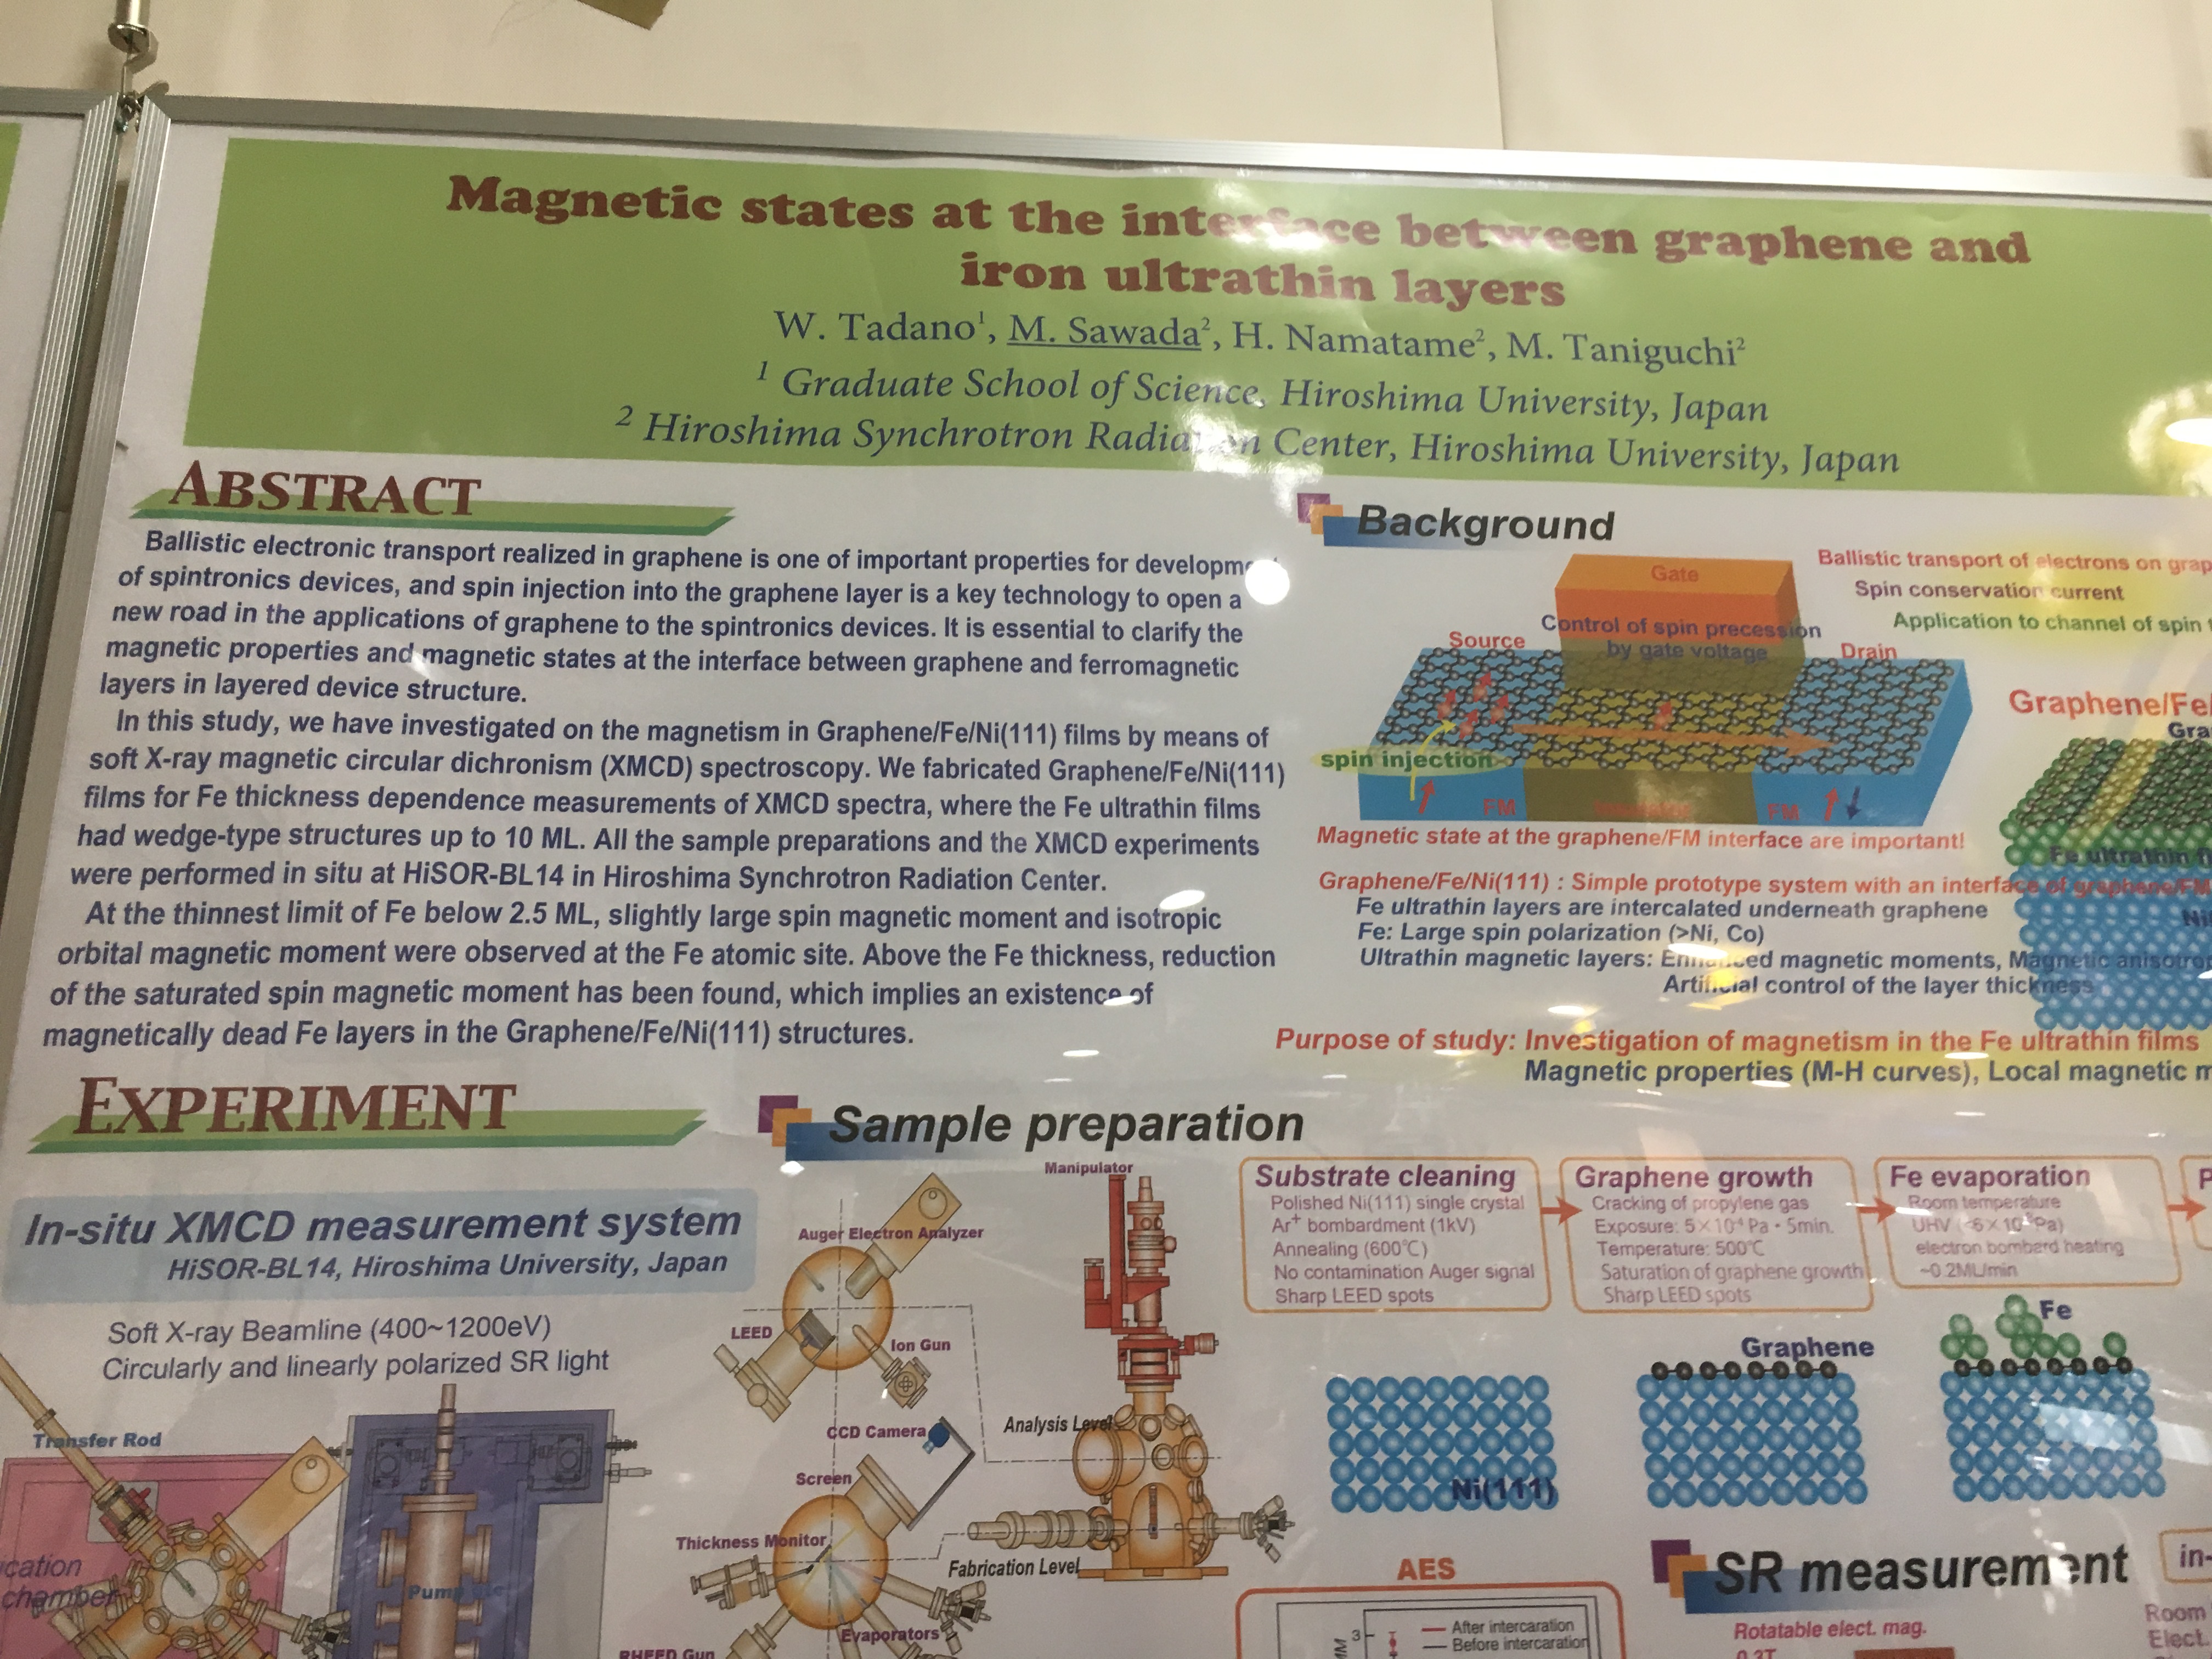 Magnetic states at the interface between graphene and
iron ultrathin layers
W. Tadano¹, M. Sawada², H. Namatame², M. Taniguchi²
¹ Graduate School of Science, Hiroshima University, Japan
² Hiroshima Synchrotron Radiation Center, Hiroshima University, Japan
ABSTRACT
Ballistic electronic transport realized in graphene is one of important properties for
of spintronics devices, and spin injection into the graphene layer is a key technology to open a
new road in the applications of graphene to the spintronics devices. It is essential to clarify the
magnetic properties and magnetic states at the interface between graphene and ferromagnetic
layers in layered device structure.
In this study, we have investigated on the magnetism in Graphene/Fe/Ni(111) films by means of
soft X-ray magnetic circular dichronism (XMCD) spectroscopy. We fabricated Graphene/Fe/Ni(111)
films for Fe thickness dependence measurements of XMCD spectra, where the Fe ultrathin films
had wedge-type structures up to 10 ML. All the sample preparations and the XMCD experiments
were performed in situ at HiSOR-BL14 in Hiroshima Synchrotron Radiation Center.
At the thinnest limit of Fe below 2.5 ML, slightly large spin magnetic moment and isotropic
orbital magnetic moment were observed at the Fe atomic site. Above the Fe thickness, reduction
of the saturated spin magnetic moment has been found, which implies an existence of
magnetically dead Fe layers in the Graphene/Fe/Ni(111) structures.
Background
Ballistic transport of electrons on
Spin conservation current
Application to channel of spin
Gate
Control of spin precession
by gate voltage
Source
Drain
spin injection
FM
FM
Graphene/Fe/
Magnetic state at the graphene/FM interface are important!
Fe ultrathin
Graphene/Fe/Ni(111) : Simple prototype system with an interface of graphene/FM
Fe ultrathin layers are intercalated underneath graphene
Fe: Large spin polarization (>Ni, Co)
Ultrathin magnetic layers: Enhanced magnetic moments, Magnetic
Artificial control of the layer thickness
Purpose of study: Investigation of magnetism in the Fe ultrathin films
Magnetic properties (M-H curves), Local magnetic
EXPERIMENT
In-situ XMCD measurement system
HiSOR-BL14, Hiroshima University, Japan
Soft X-ray Beamline (400~1200eV)
Circularly and linearly polarized SR light
Transfer Rod
chamber
Sample preparation
Manipulator
Auger Electron Analyzer
LEED
Ion Gun
CCD Camera
Analysis Level
Screen
Thickness Monitor
Fabrication Level
Evaporators
RHEED Gun
Substrate cleaning
Polished Ni(111) single crystal
Ar⁺ bombardment (1kV)
Annealing (600℃)
No contamination Auger signal
Sharp LEED spots
Graphene growth
Cracking of propylene gas
Exposure: 5×10⁻⁴ Pa・5min.
Temperature: 500℃
Saturation of graphene growth
Sharp LEED spots
Fe evaporation
Room temperature
UHV
electron bombard heating
~0.2ML/min
Ni(111)
Graphene
Fe
AES
3
After intercaration
Before intercaration
SR measurement
in-
Rotatable elect. mag.
0.3T
Room
Elect.